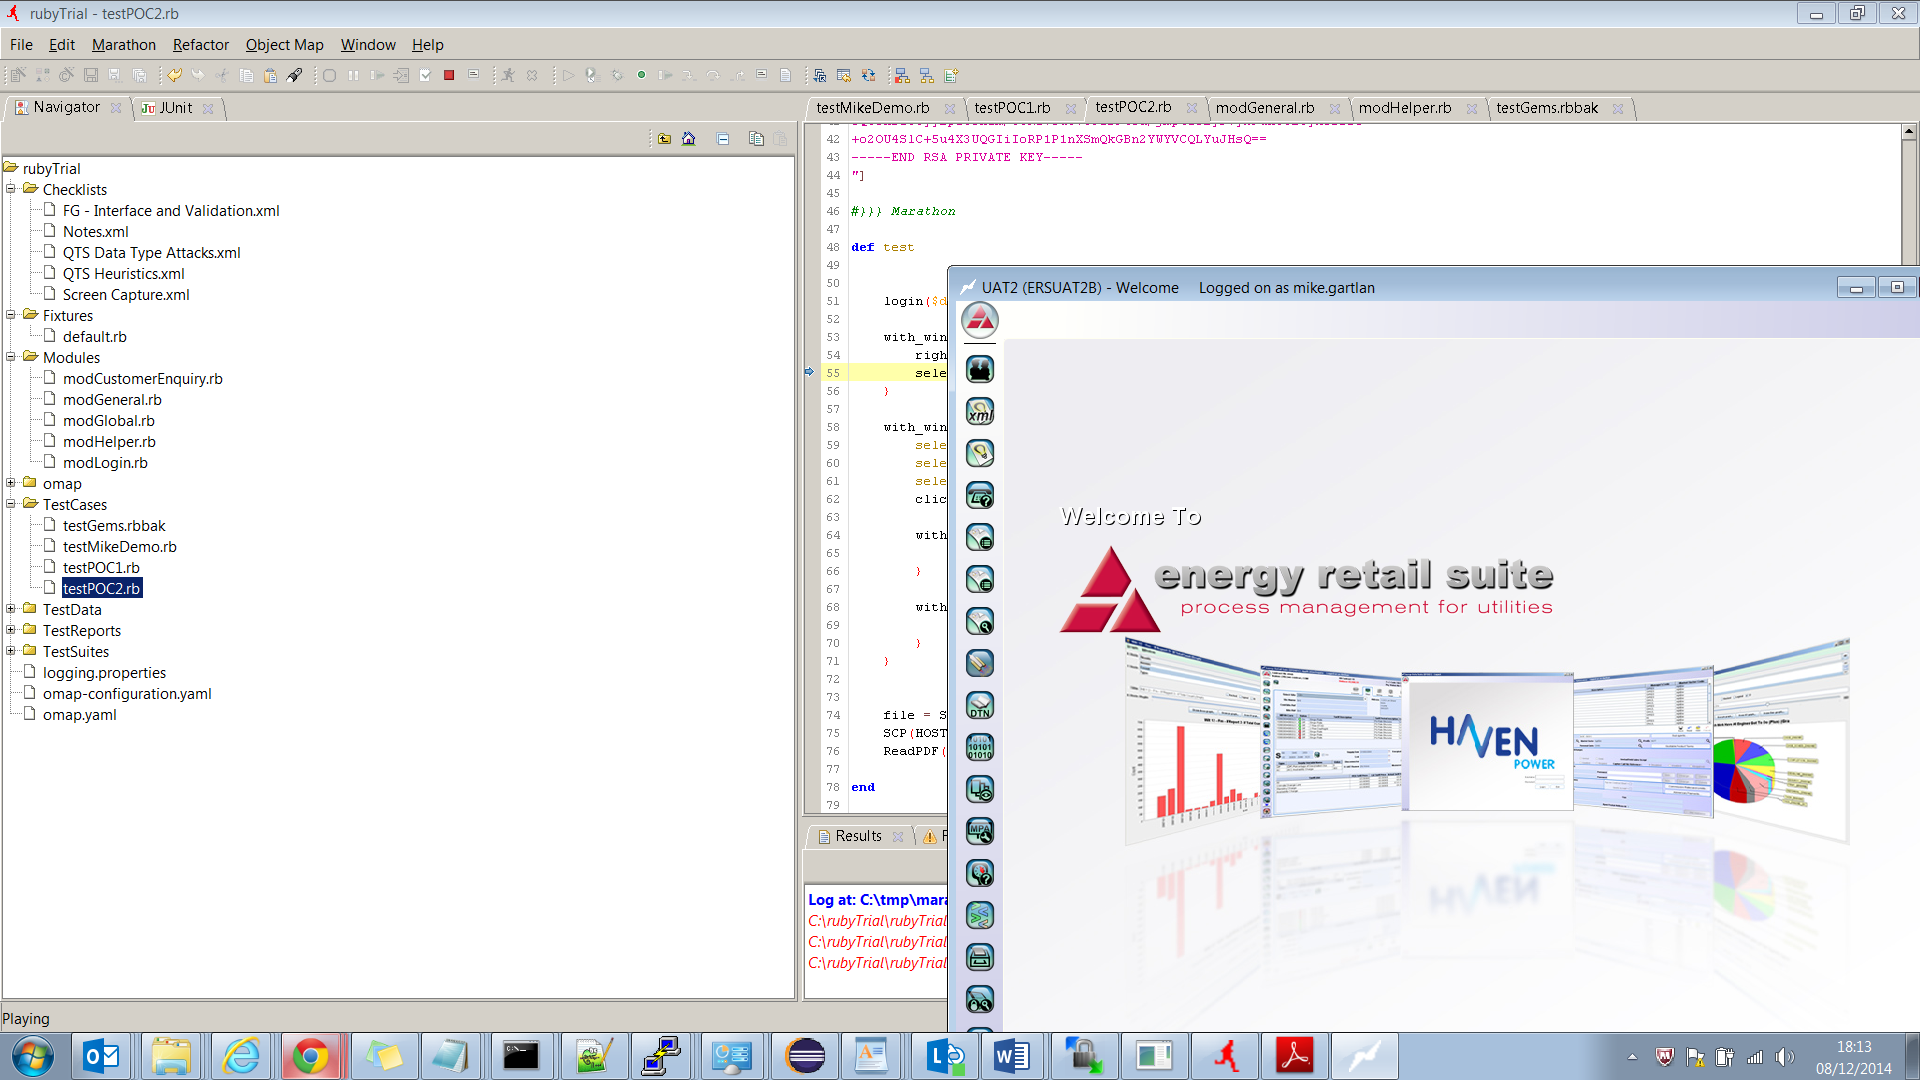 rubyTrial - testPOC2.rb
File Edit Marathon Refactor Object Map Window Help
Navigator
JUnit
testMikeDemo.rb
testPOC1.rb
testPOC2.rb
modGeneral.rb
modHelper.rb
testGems.rbbak
rubyTrial
Checklists
FG - Interface and Validation.xml
Notes.xml
QTS Data Type Attacks.xml
QTS Heuristics.xml
Screen Capture.xml
Fixtures
default.rb
Modules
modCustomerEnquiry.rb
modGeneral.rb
modGlobal.rb
modHelper.rb
modLogin.rb
omap
TestCases
testGems.rbbak
testMikeDemo.rb
testPOC1.rb
testPOC2.rb
TestData
TestReports
TestSuites
logging.properties
omap-configuration.yaml
omap.yaml
42 +o2OU4SlC+5u4X3UQGIiIoRP1P1nXSmQkGBn2YWYVCQLYuJHsQ==
43 -----END RSA PRIVATE KEY-----
44 "]
45
46 #}}} Marathon
47
48 def test
49
50
51 login($d
52
53 with_win
54 righ
55 sele
56 }
57
58 with_win
59 sele
60 sele
61 sele
62 clic
63
64 with
65
66 }
67
68 with
69
70 }
71 }
72
73
74 file = S
75 SCP(HOST
76 ReadPDF(
77
78 end
79
UAT2 (ERSUAT2B) - Welcome Logged on as mike.gartlan
xml
DTN
10101
01010
MPA
Welcome To
energy retail suite
process management for utilities
HAVEN
POWER
Results
Log at: C:\tmp\mara
C:\rubyTrial\rubyTrial
C:\rubyTrial\rubyTrial
C:\rubyTrial\rubyTrial
Playing
18:13
08/12/2014